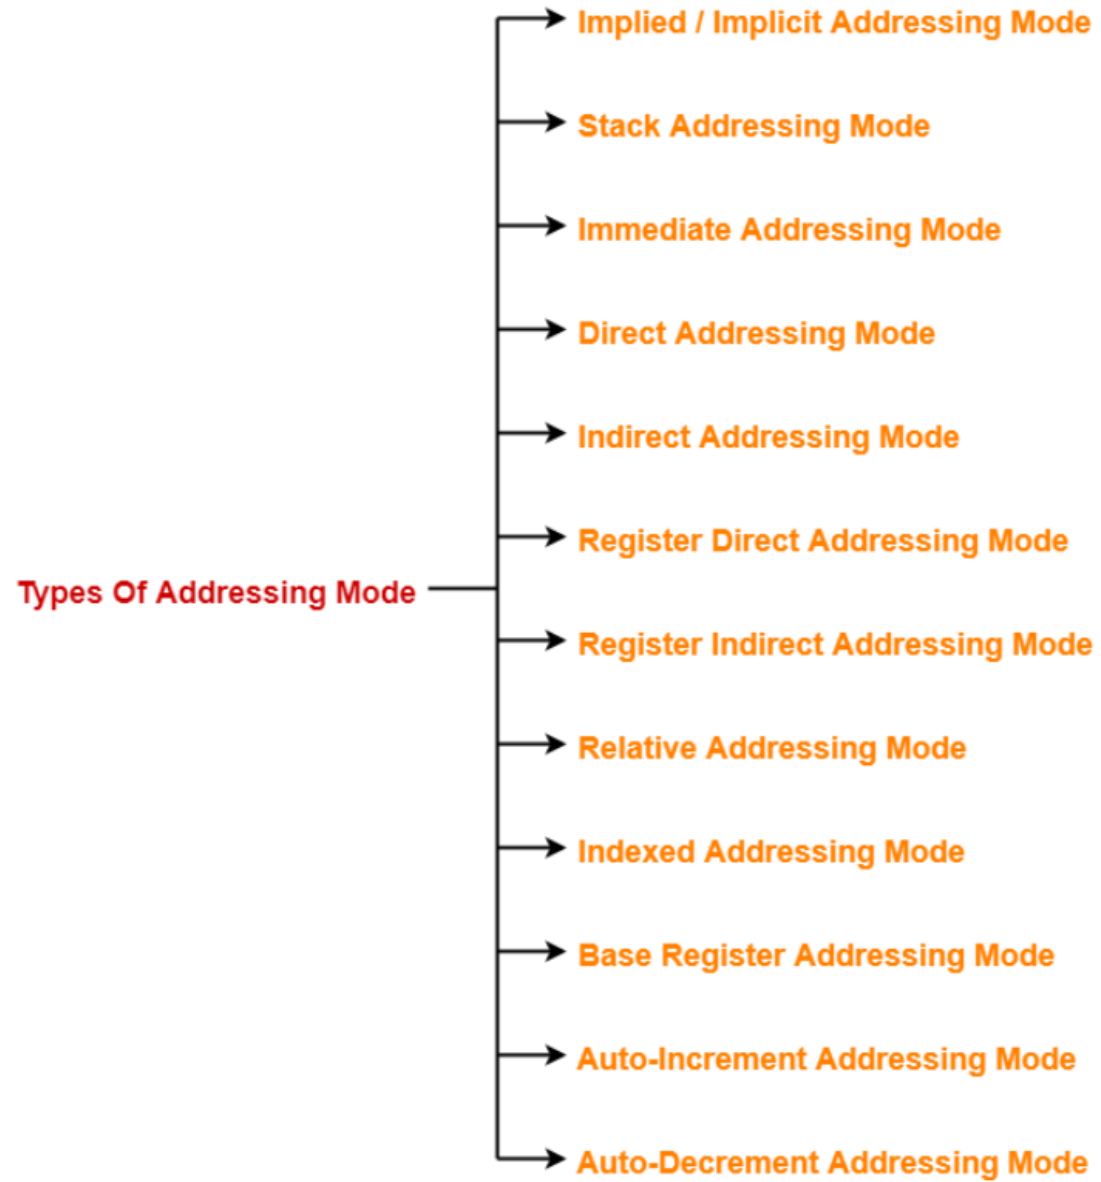 Implied / Implicit Addressing Mode
Stack Addressing Mode
Immediate Addressing Mode
Direct Addressing Mode
Indirect Addressing Mode
Register Direct Addressing Mode
Types Of Addressing Mode
Register Indirect Addressing Mode
Relative Addressing Mode
Indexed Addressing Mode
Base Register Addressing Mode
Auto-Increment Addressing Mode
Auto-Decrement Addressing Mode